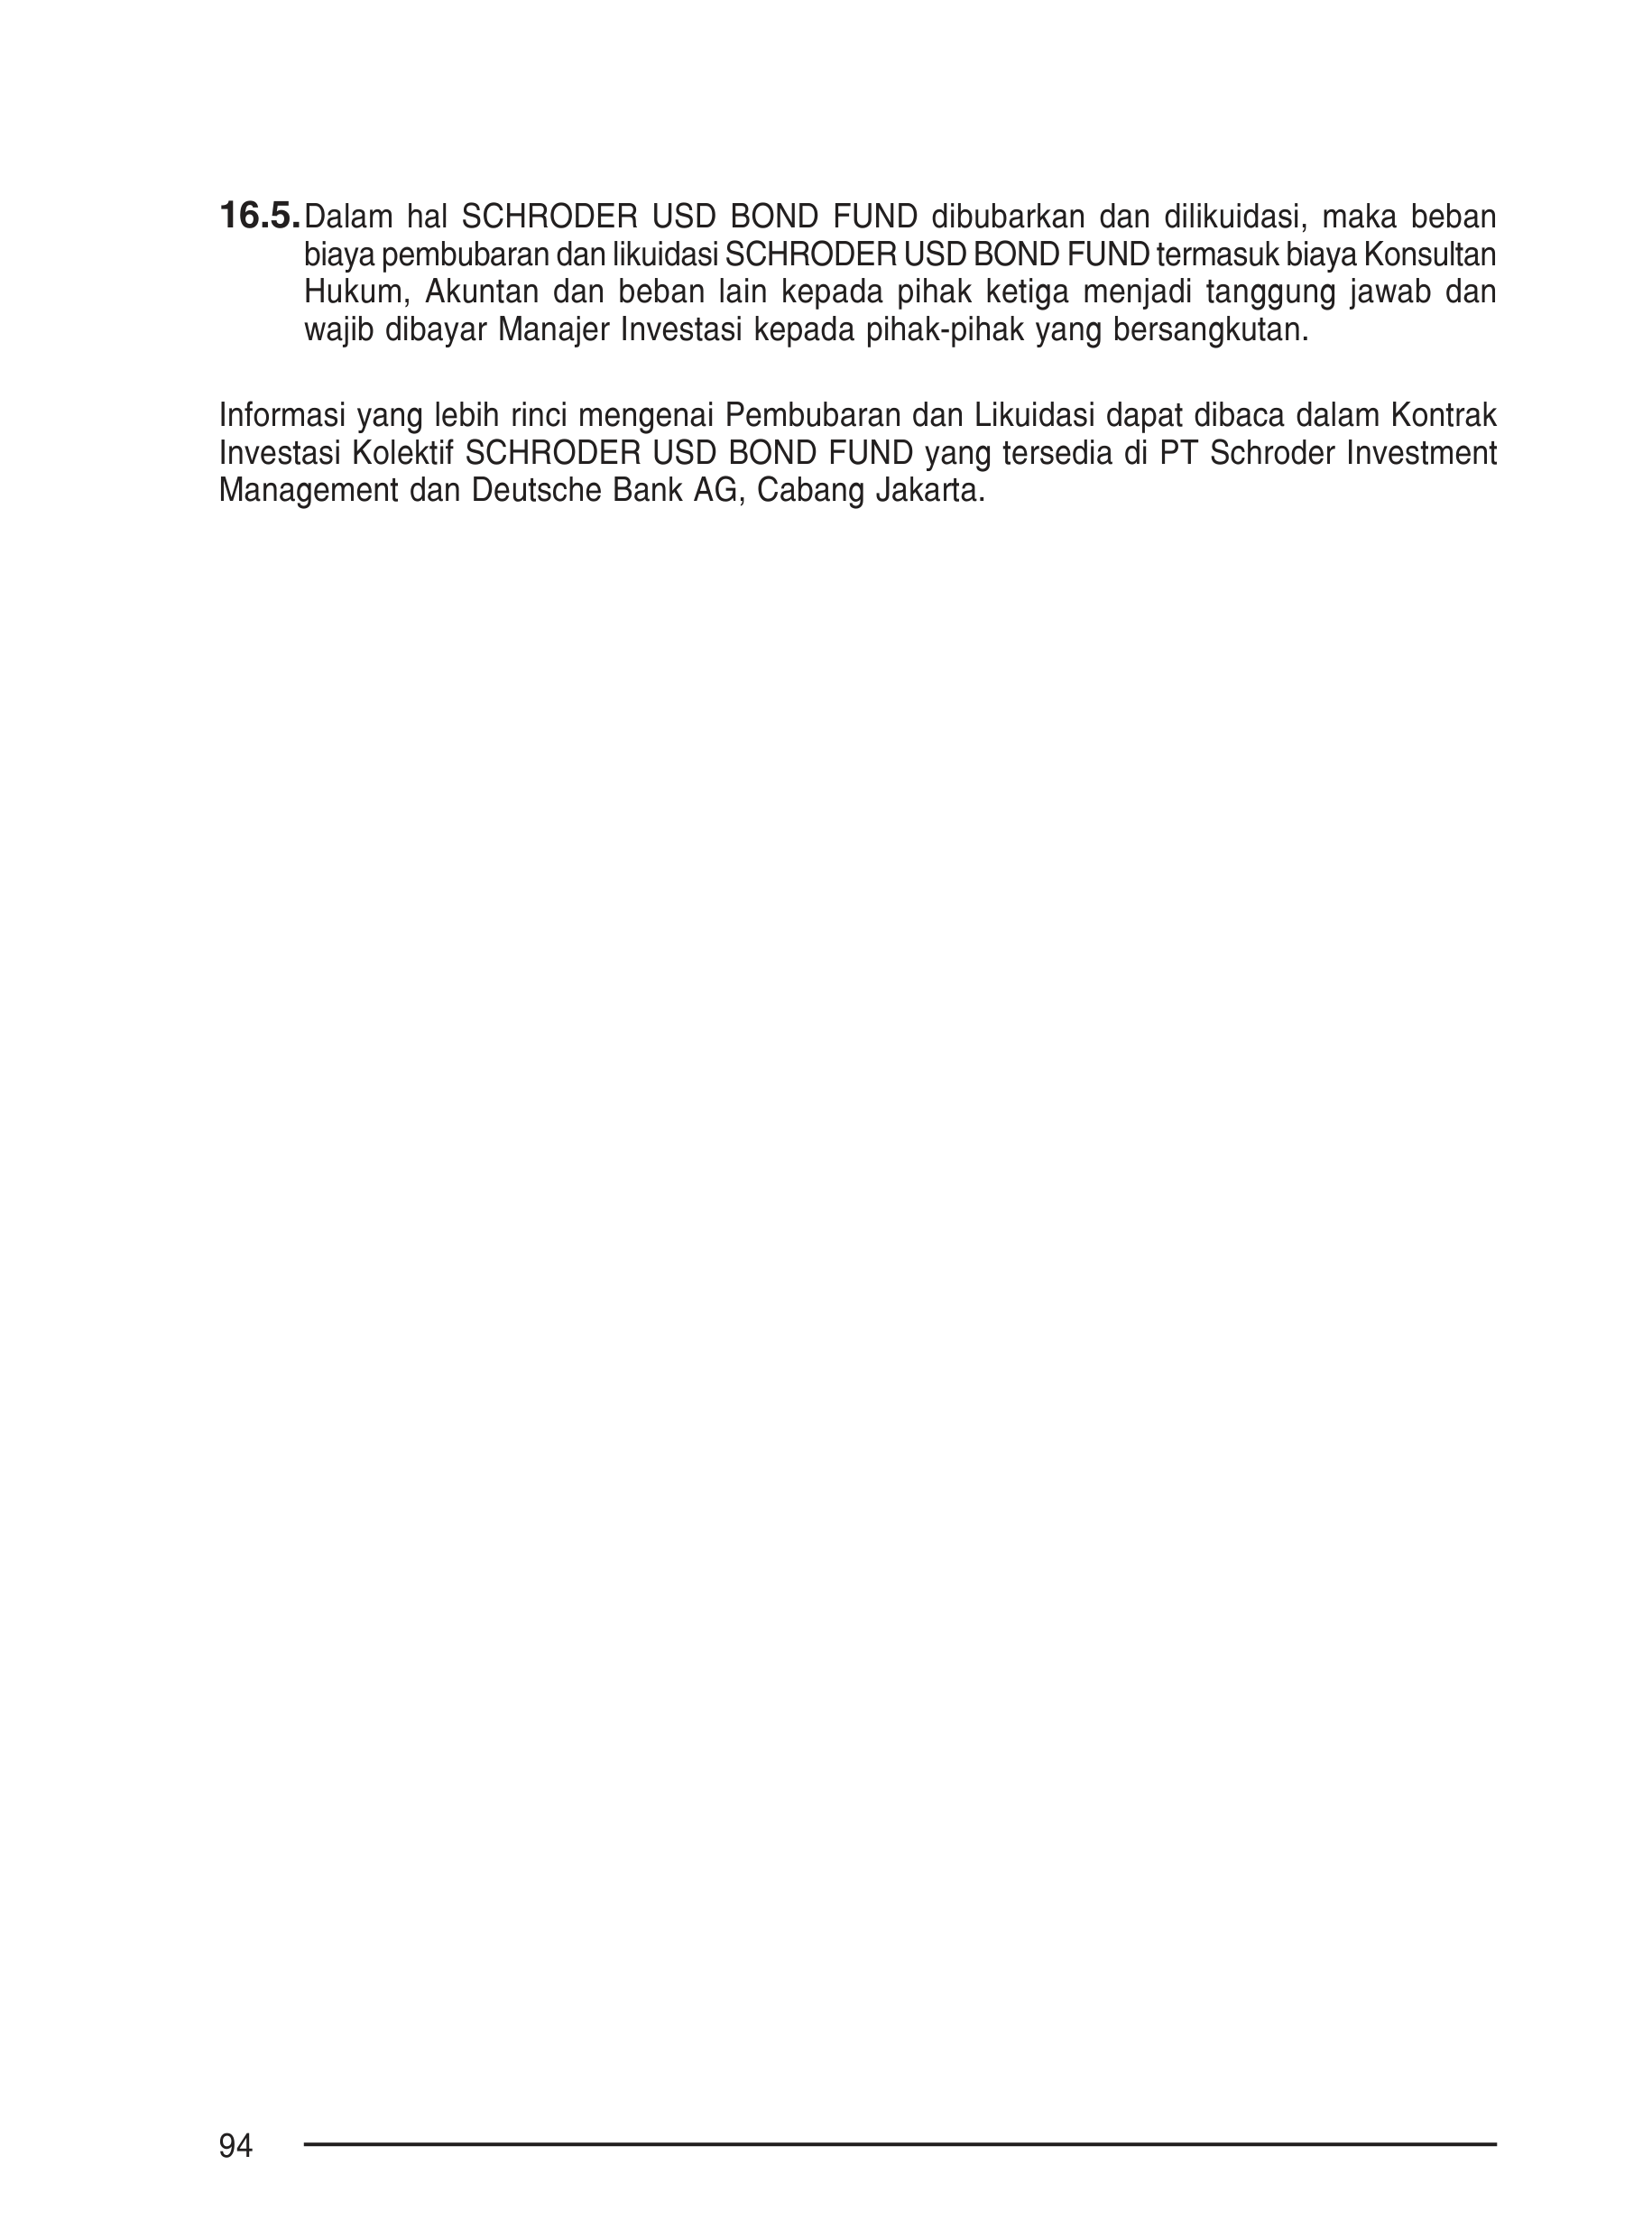 16.5. Dalam hal SCHRODER USD BOND FUND dibubarkan dan dilikuidasi, maka beban
biaya pembubaran dan likuidasi SCHRODER USD BOND FUND termasuk biaya Konsultan
Hukum, Akuntan dan beban lain kepada pihak ketiga menjadi tanggung jawab dan
wajib dibayar Manajer Investasi kepada pihak-pihak yang bersangkutan.
Informasi yang lebih rinci mengenai Pembubaran dan Likuidasi dapat dibaca dalam Kontrak
Investasi Kolektif SCHRODER USD BOND FUND yang tersedia di PT Schroder Investment
Management dan Deutsche Bank AG, Cabang Jakarta.
94